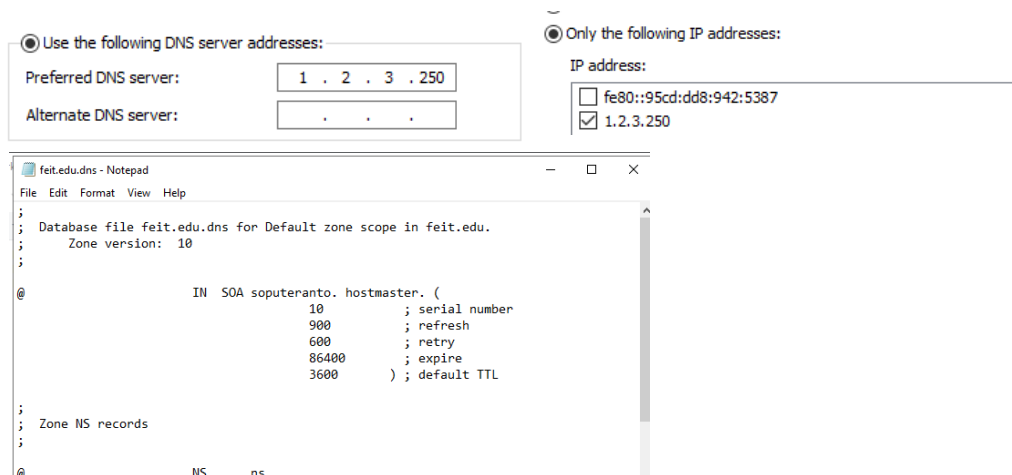 Use the following DNS server addresses:
Preferred DNS server: 1 . 2 . 3 . 250
Alternate DNS server: . . .
Only the following IP addresses:
IP address:
fe80::95cd:dd8:942:5387
1.2.3.250
feit.edu.dns - Notepad
File Edit Format View Help
;
; Database file feit.edu.dns for Default zone scope in feit.edu.
; Zone version: 10
;
@ IN SOA soputeranto. hostmaster. (
10 ; serial number
900 ; refresh
600 ; retry
86400 ; expire
3600 ) ; default TTL
;
; Zone NS records
;
@ NS ns